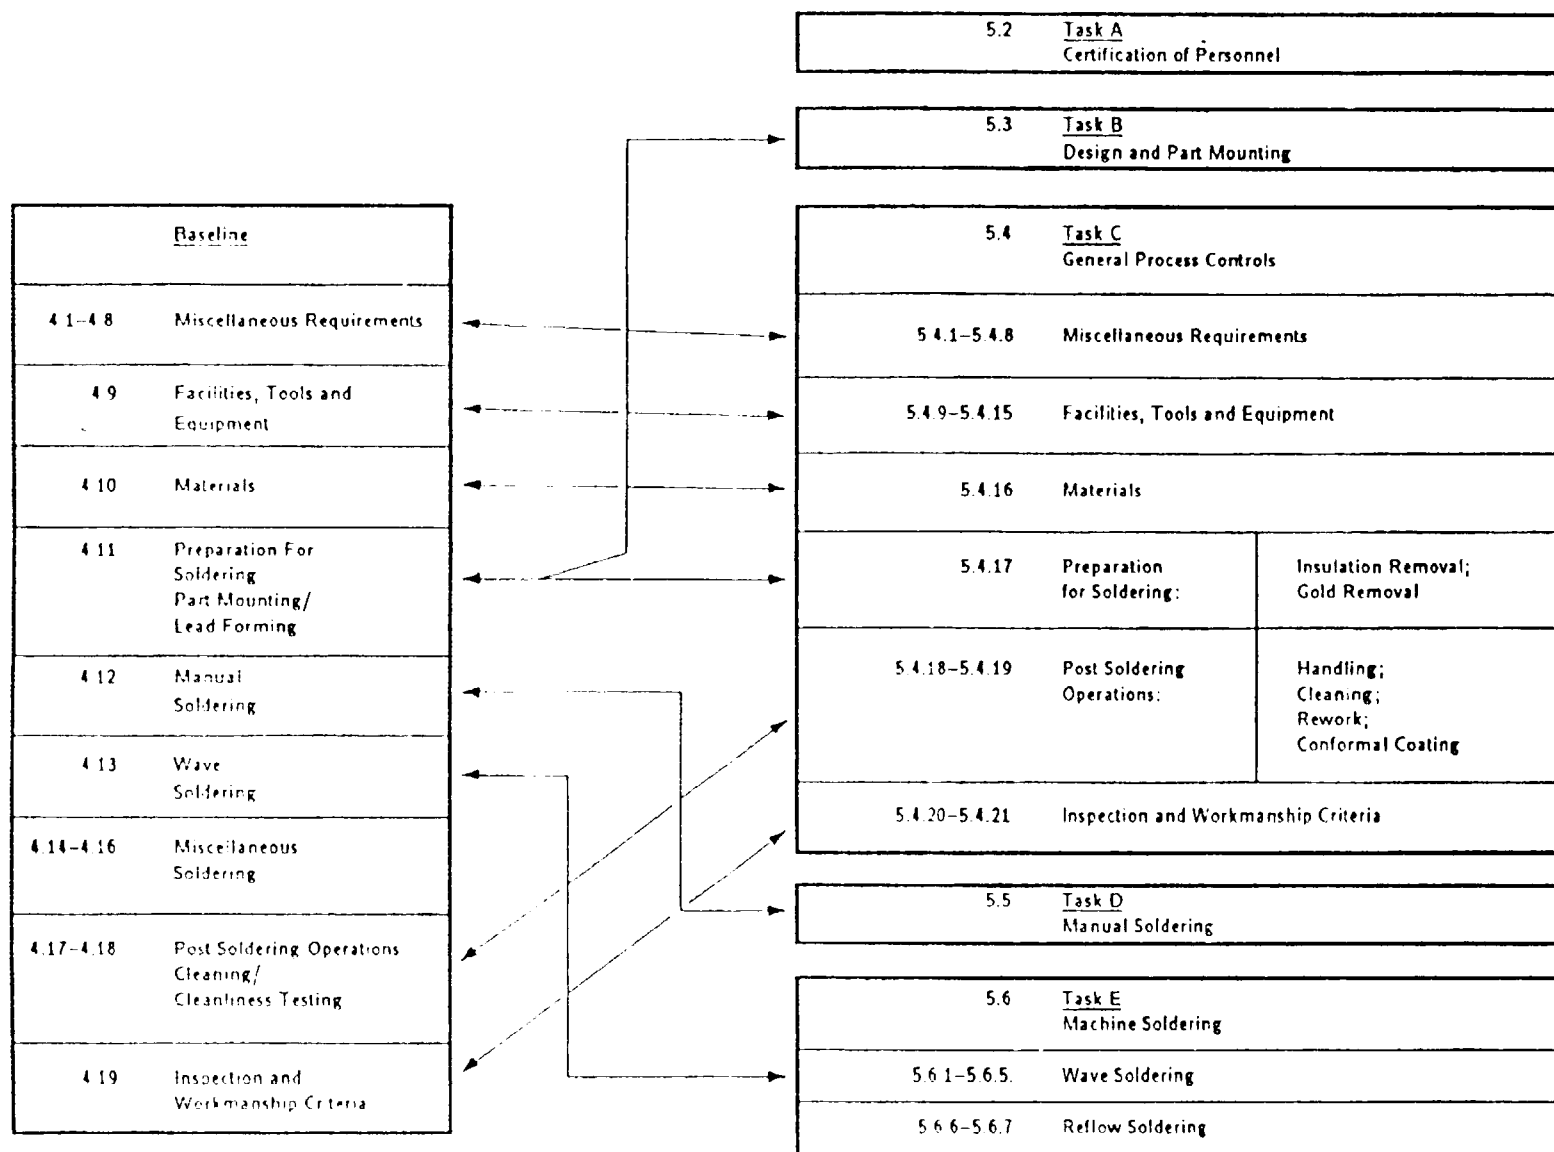 Baseline
4.1-4.8 Miscellaneous Requirements
4.9 Facilities, Tools and
Equipment
4.10 Materials
4.11 Preparation For
Soldering
Part Mounting/
Lead Forming
4.12 Manual
Soldering
4.13 Wave
Soldering
4.14-4.16 Miscellaneous
Soldering
4.17-4.18 Post Soldering Operations
Cleaning/
Cleanliness Testing
4.19 Inspection and
Workmanship Criteria
5.2 Task A
Certification of Personnel
5.3 Task B
Design and Part Mounting
5.4 Task C
General Process Controls
5.4.1-5.4.8 Miscellaneous Requirements
5.4.9-5.4.15 Facilities, Tools and Equipment
5.4.16 Materials
5.4.17 Preparation
for Soldering:
Insulation Removal;
Gold Removal
5.4.18-5.4.19 Post Soldering
Operations:
Handling;
Cleaning;
Rework;
Conformal Coating
5.4.20-5.4.21 Inspection and Workmanship Criteria
5.5 Task D
Manual Soldering
5.6 Task E
Machine Soldering
5.6.1-5.6.5. Wave Soldering
5.6.6-5.6.7 Reflow Soldering